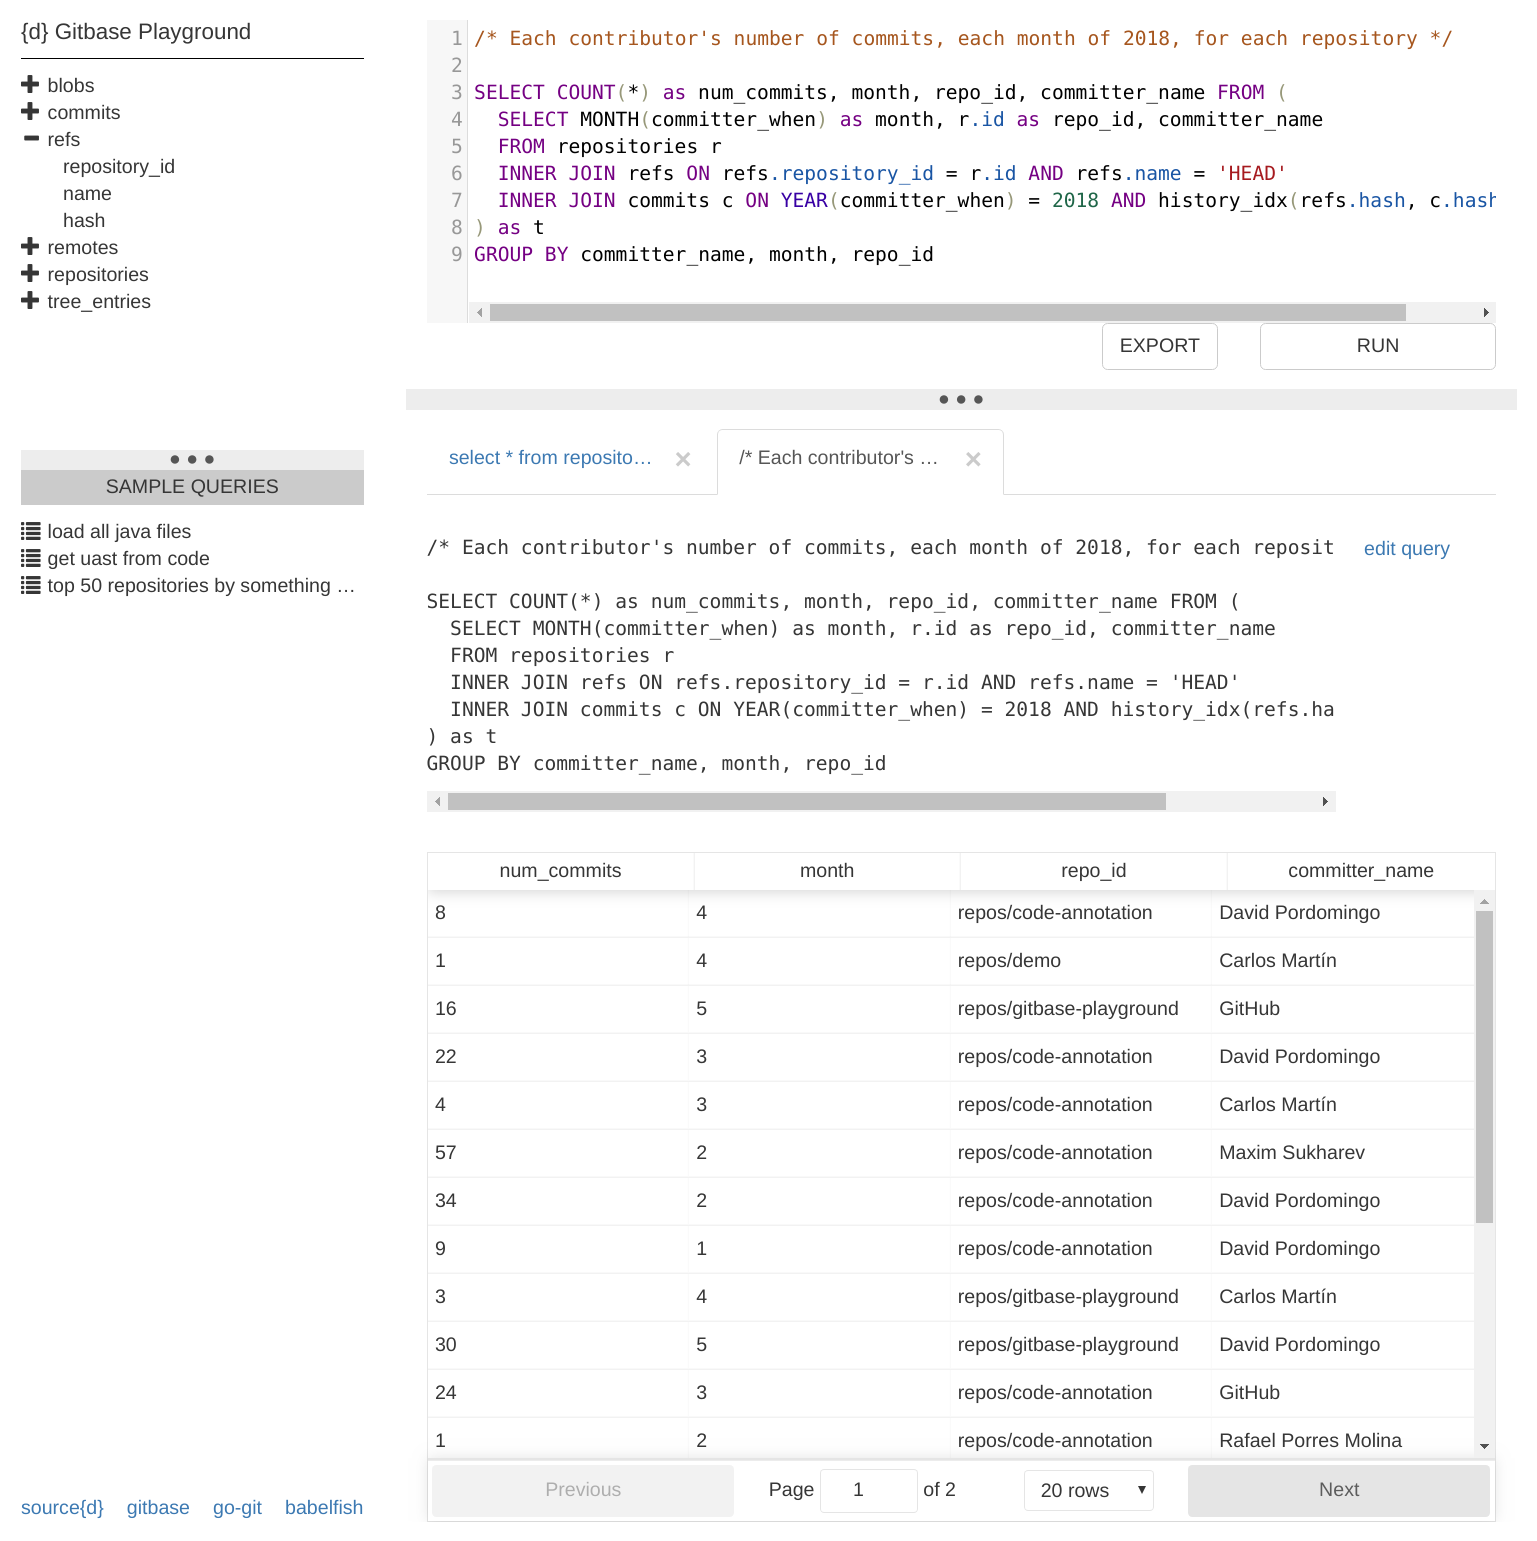 {d} Gitbase Playground
blobs
commits
refs
repository_id
name
hash
remotes
repositories
tree_entries
SAMPLE QUERIES
load all java files
get uast from code
top 50 repositories by something …
source{d} gitbase go-git babelfish
1 /* Each contributor's number of commits, each month of 2018, for each repository */
2
3 SELECT COUNT(*) as num_commits, month, repo_id, committer_name FROM (
4   SELECT MONTH(committer_when) as month, r.id as repo_id, committer_name
5   FROM repositories r
6   INNER JOIN refs ON refs.repository_id = r.id AND refs.name = 'HEAD'
7   INNER JOIN commits c ON YEAR(committer_when) = 2018 AND history_idx(refs.hash, c.hash
8 ) as t
9 GROUP BY committer_name, month, repo_id
EXPORT RUN
select * from reposito… /* Each contributor's …
/* Each contributor's number of commits, each month of 2018, for each reposit edit query
SELECT COUNT(*) as num_commits, month, repo_id, committer_name FROM (
  SELECT MONTH(committer_when) as month, r.id as repo_id, committer_name
  FROM repositories r
  INNER JOIN refs ON refs.repository_id = r.id AND refs.name = 'HEAD'
  INNER JOIN commits c ON YEAR(committer_when) = 2018 AND history_idx(refs.ha
) as t
GROUP BY committer_name, month, repo_id
num_commits month repo_id committer_name
8 4 repos/code-annotation David Pordomingo
1 4 repos/demo Carlos Martín
16 5 repos/gitbase-playground GitHub
22 3 repos/code-annotation David Pordomingo
4 3 repos/code-annotation Carlos Martín
57 2 repos/code-annotation Maxim Sukharev
34 2 repos/code-annotation David Pordomingo
9 1 repos/code-annotation David Pordomingo
3 4 repos/gitbase-playground Carlos Martín
30 5 repos/gitbase-playground David Pordomingo
24 3 repos/code-annotation GitHub
1 2 repos/code-annotation Rafael Porres Molina
Previous Page 1 of 2 20 rows Next